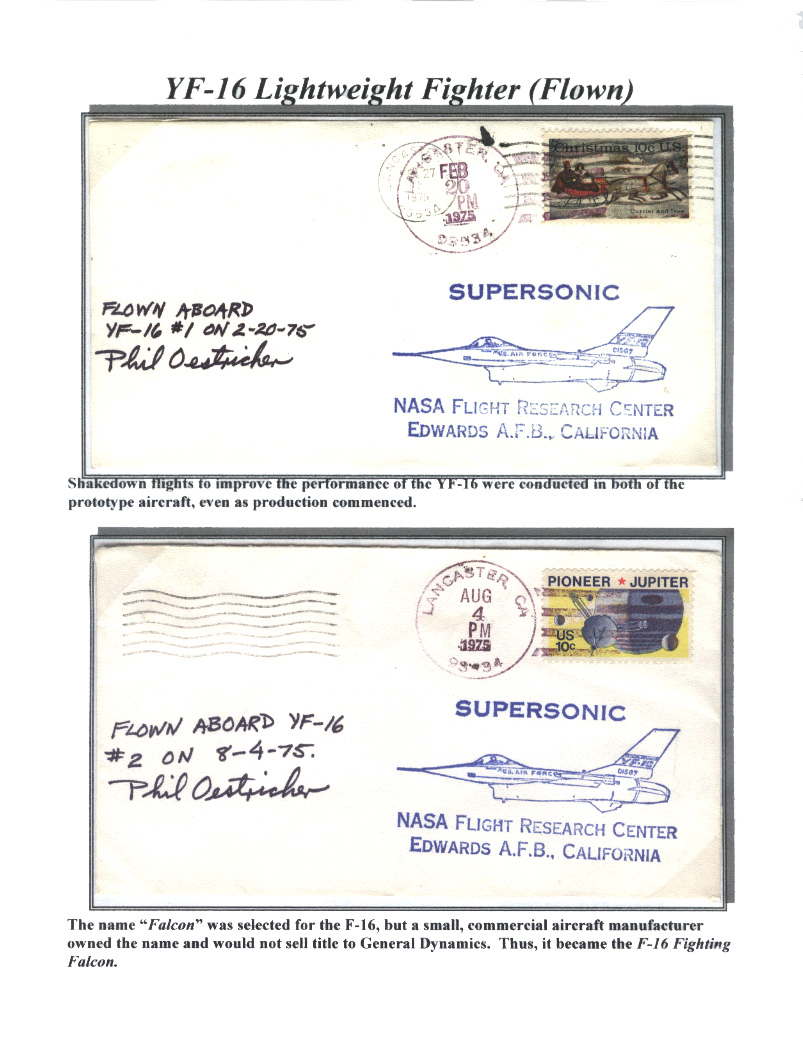 YF-16 Lightweight Fighter (Flown)
LANCASTER, CA
FEB
20
PM
1975
93534
Christmas 10c U.S.
Currier and Ives
FLOWN ABOARD
YF-16 #1 ON 2-20-75
Phil Oestricher
SUPERSONIC
U.S. AIR FORCE
01567
NASA FLIGHT RESEARCH CENTER
EDWARDS A.F.B., CALIFORNIA
Shakedown flights to improve the performance of the YF-16 were conducted in both of the
prototype aircraft, even as production commenced.
LANCASTER, CA
AUG
4
PM
1975
PIONEER ★ JUPITER
US
10c
FLOWN ABOARD YF-16
#2 ON 8-4-75.
Phil Oestricher
SUPERSONIC
YF-16
U.S. AIR FORCE
01567
NASA FLIGHT RESEARCH CENTER
EDWARDS A.F.B., CALIFORNIA
The name “Falcon” was selected for the F-16, but a small, commercial aircraft manufacturer
owned the name and would not sell title to General Dynamics. Thus, it became the F-16 Fighting
Falcon.